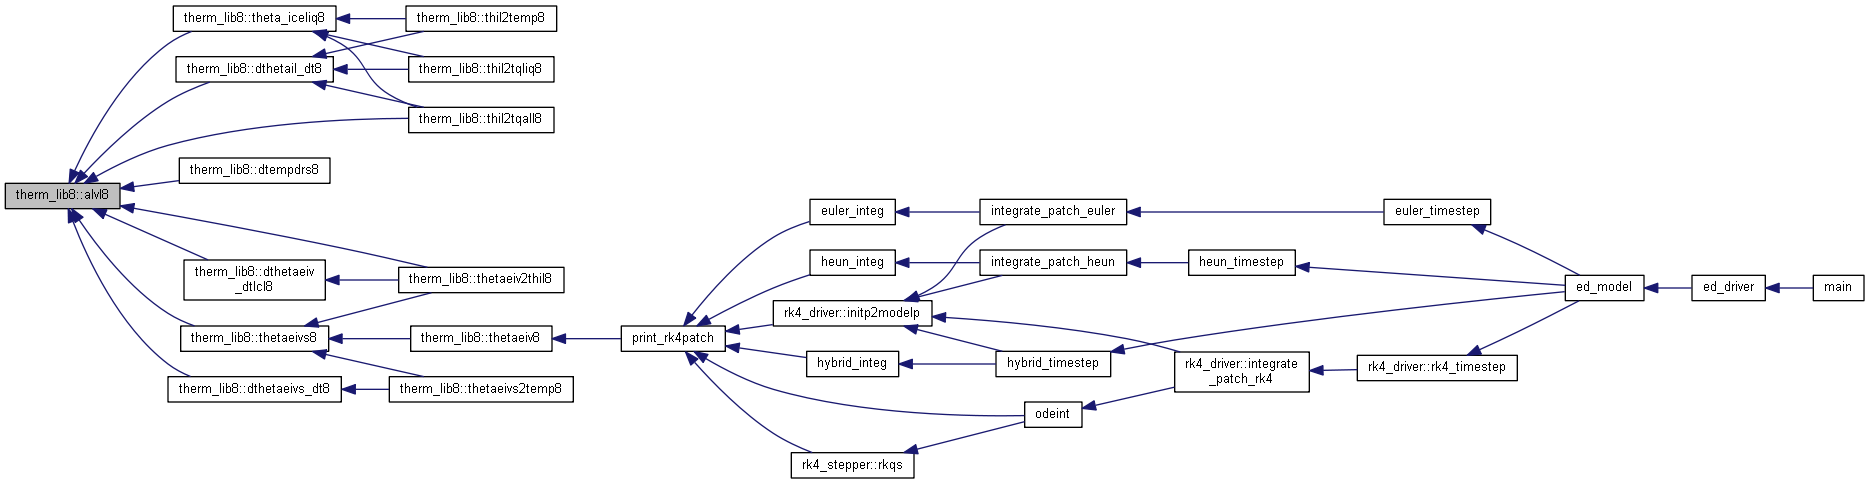 therm_lib8::theta_iceliq8
therm_lib8::thil2temp8
therm_lib8::dthetail_dt8
therm_lib8::thil2tqliq8
therm_lib8::thil2tqall8
therm_lib8::dtempdrs8
therm_lib8::alvl8
therm_lib8::dthetaeiv
_dtlcl8
therm_lib8::thetaeiv2thil8
therm_lib8::thetaeivs8
therm_lib8::thetaeiv8
therm_lib8::dthetaeivs_dt8
therm_lib8::thetaeivs2temp8
print_rk4patch
euler_integ
integrate_patch_euler
euler_timestep
heun_integ
integrate_patch_heun
heun_timestep
rk4_driver::initp2modelp
hybrid_integ
hybrid_timestep
rk4_driver::integrate
_patch_rk4
rk4_driver::rk4_timestep
odeint
rk4_stepper::rkqs
ed_model
ed_driver
main